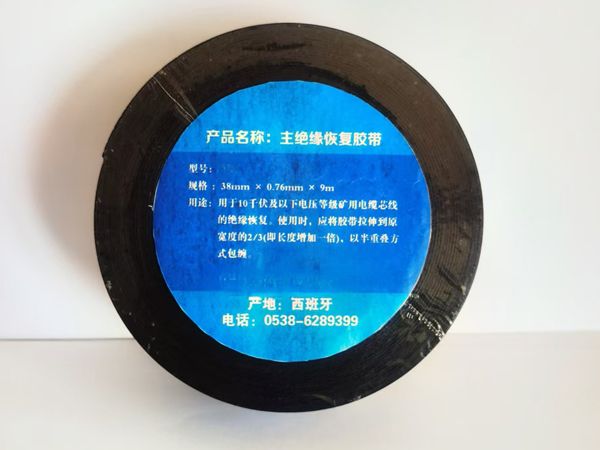 产品名称：主绝缘恢复胶带
型号：
规格：38mm × 0.76mm × 9m
用途：用于10千伏及以下电压等级矿用电缆芯线
的绝缘恢复。使用时，应将胶带拉伸到原
宽度的2/3(即长度增加一倍)，以半重叠方
式包缠。
产地：西班牙
电话：0538-6289399